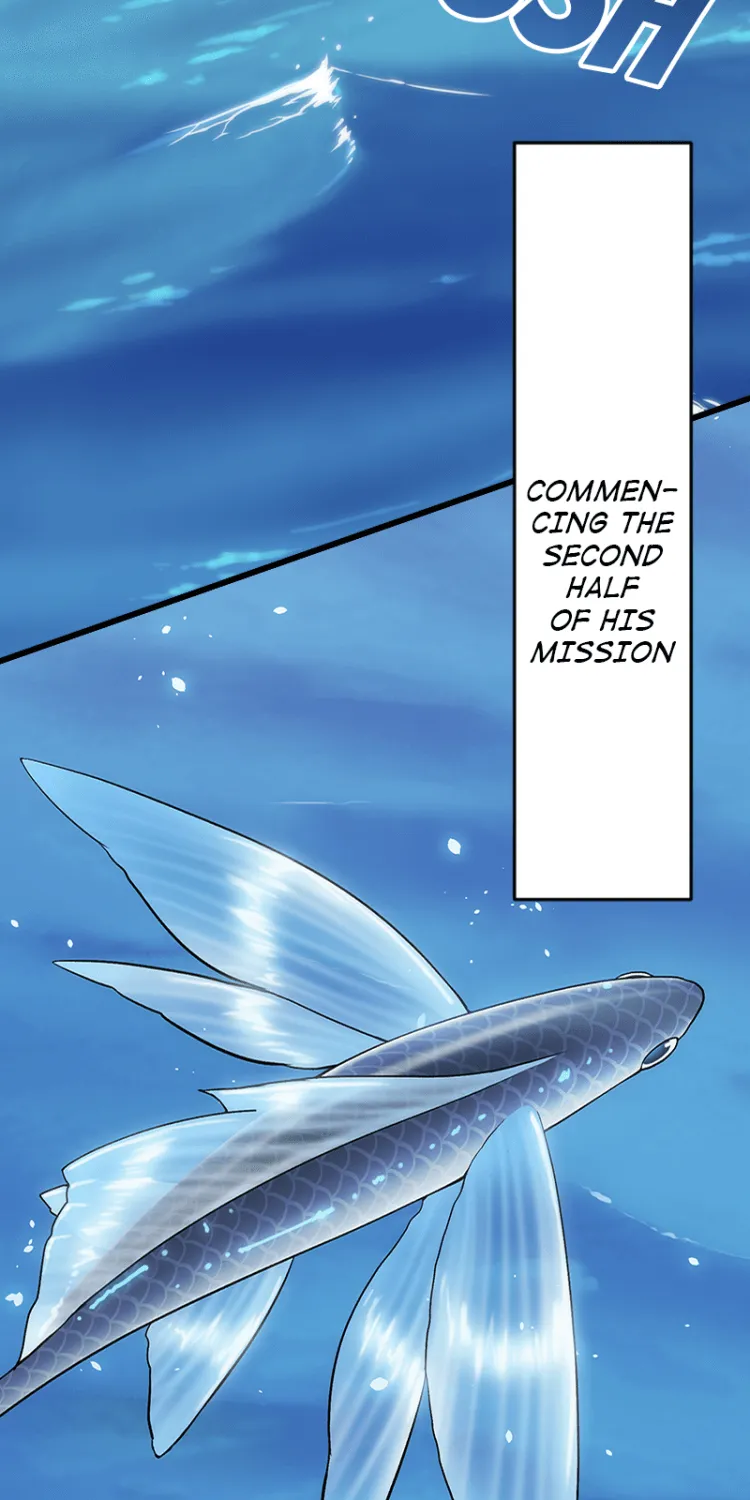 COMMEN-
CING THE
SECOND
HALF
OF HIS
MISSION